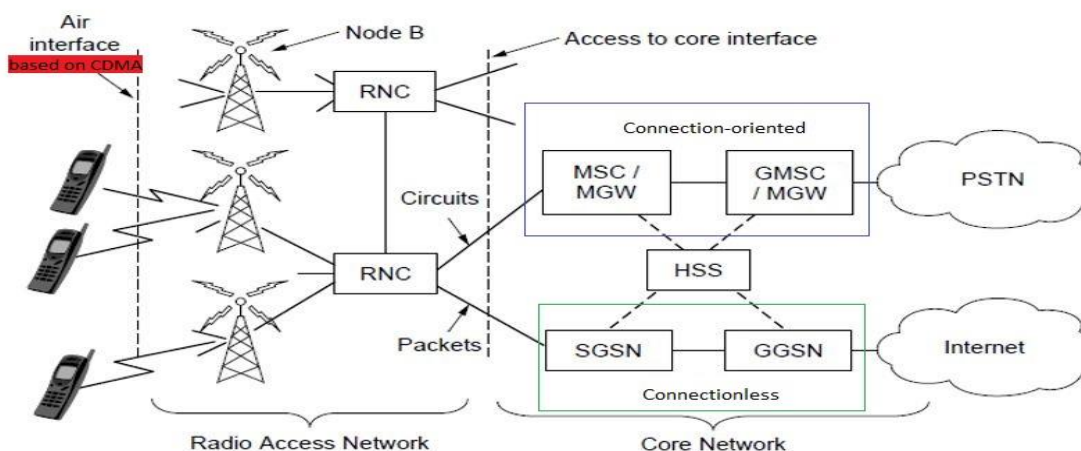 Air
interface
based on CDMA
Node B
Access to core interface
RNC
Connection-oriented
MSC /
MGW
GMSC
/ MGW
PSTN
Circuits
RNC
HSS
Packets
SGSN
GGSN
Internet
Connectionless
Radio Access Network
Core Network